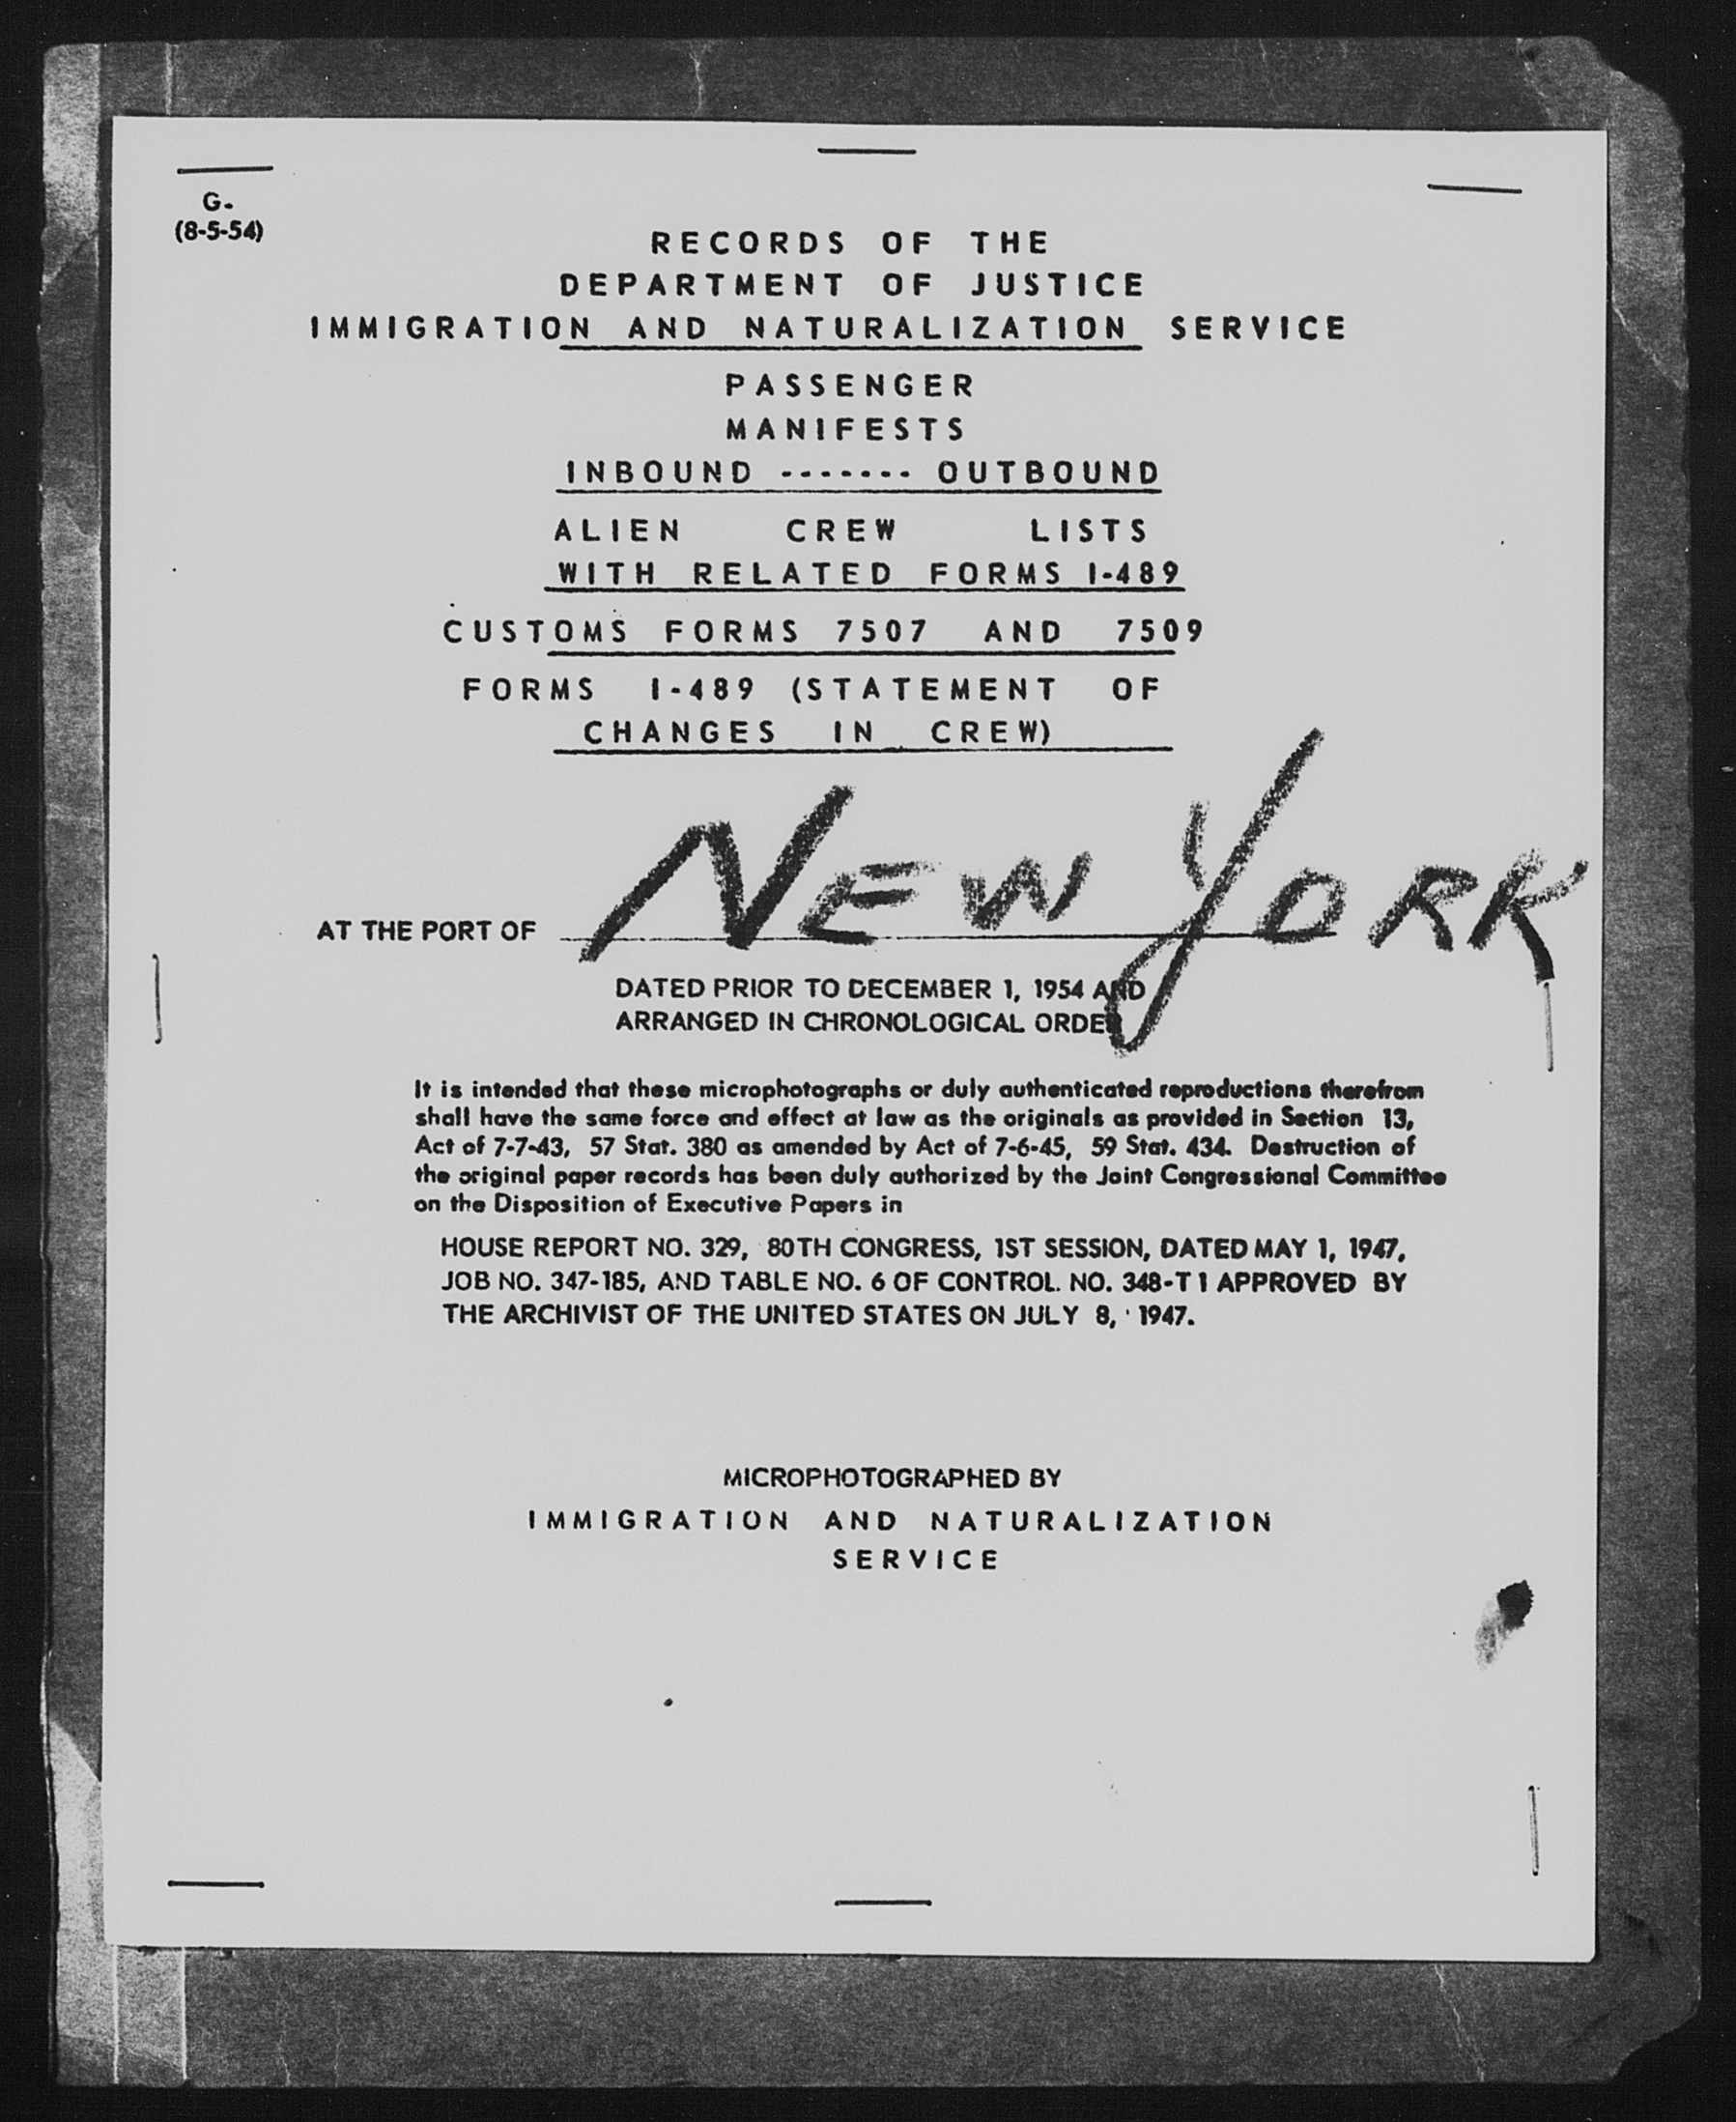 G.
(8-5-54)
RECORDS OF THE
DEPARTMENT OF JUSTICE
IMMIGRATION AND NATURALIZATION SERVICE
PASSENGER
MANIFESTS
INBOUND ------- OUTBOUND
ALIEN CREW LISTS
WITH RELATED FORMS I-489
CUSTOMS FORMS 7507 AND 7509
FORMS I-489 (STATEMENT OF
CHANGES IN CREW)
AT THE PORT OF NEW YORK
DATED PRIOR TO DECEMBER 1, 1954 AND
ARRANGED IN CHRONOLOGICAL ORDER
It is intended that these microphotographs or duly authenticated reproductions therefrom
shall have the same force and effect at law as the originals as provided in Section 13,
Act of 7-7-43, 57 Stat. 380 as amended by Act of 7-6-45, 59 Stat. 434. Destruction of
the original paper records has been duly authorized by the Joint Congressional Committee
on the Disposition of Executive Papers in
HOUSE REPORT NO. 329, 80TH CONGRESS, 1ST SESSION, DATED MAY 1, 1947,
JOB NO. 347-185, AND TABLE NO. 6 OF CONTROL. NO. 348-T 1 APPROVED BY
THE ARCHIVIST OF THE UNITED STATES ON JULY 8, 1947.
MICROPHOTOGRAPHED BY
IMMIGRATION AND NATURALIZATION
SERVICE